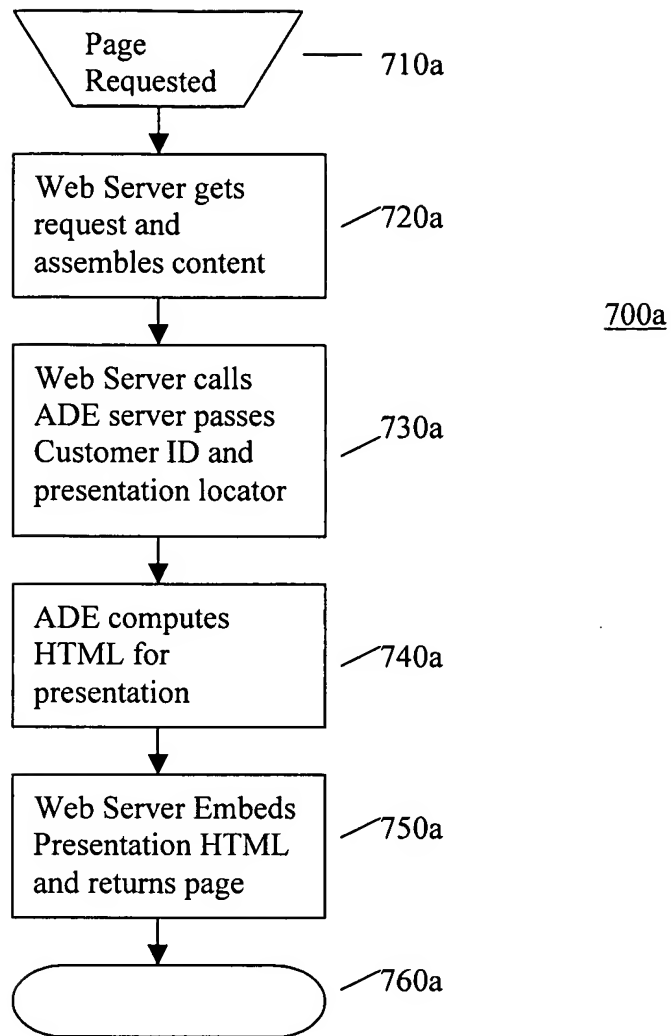 Page
Requested
710a
Web Server gets
request and
assembles content
720a
700a
Web Server calls
ADE server passes
Customer ID and
presentation locator
730a
ADE computes
HTML for
presentation
740a
Web Server Embeds
Presentation HTML
and returns page
750a
760a